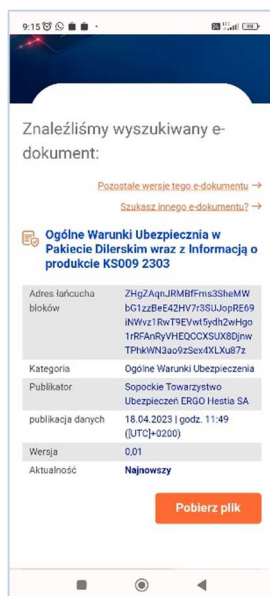 9:15
Znaleźliśmy wyszukiwany e-
dokument:
Pozostałe wersje tego e-dokumentu →
Szukasz innego e-dokumentu? →
Ogólne Warunki Ubezpiecznia w
Pakiecie Dilerskim wraz z Informacją o
produkcie KS009 2303
Adres łańcucha
bloków
ZHgZAqnJRMBfFms3SheMW
bG1zzBeE42HV7r3SUJopRE69
iNWvz1RwT9EVwt5ydh2wHgo
1rRFAnRyVHEQCCXSUX8Djnw
TPhkWN3ao9zSex4XLXu87z
Kategoria
Ogólne Warunki Ubezpieczenia
Publikator
Sopockie Towarzystwo
Ubezpieczeń ERGO Hestia SA
publikacja danych
18.04.2023 | godz. 11:49
([UTC]+0200)
Wersja
0,01
Aktualność
Najnowszy
Pobierz plik